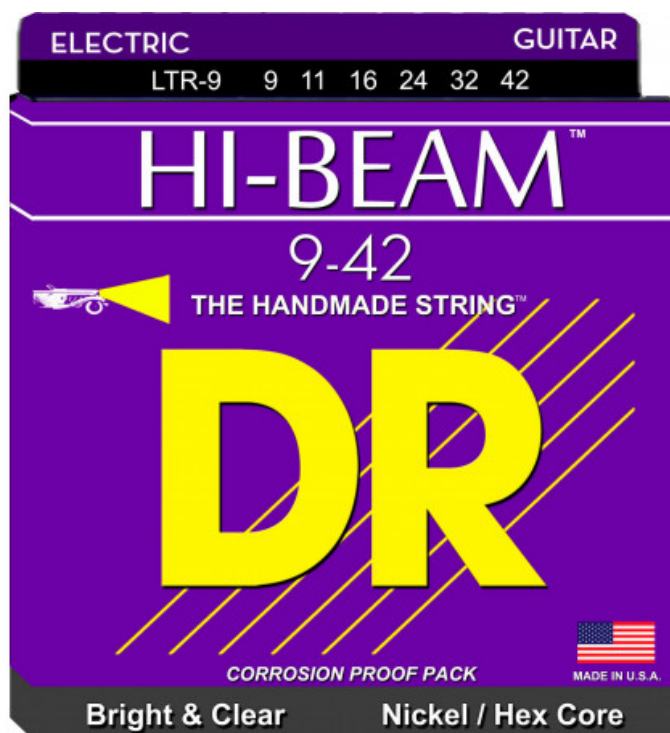 ELECTRIC GUITAR
LTR-9 9 11 16 24 32 42
HI-BEAM™
9-42
THE HANDMADE STRING™
DR
CORROSION PROOF PACK
MADE IN U.S.A.
Bright & Clear Nickel / Hex Core